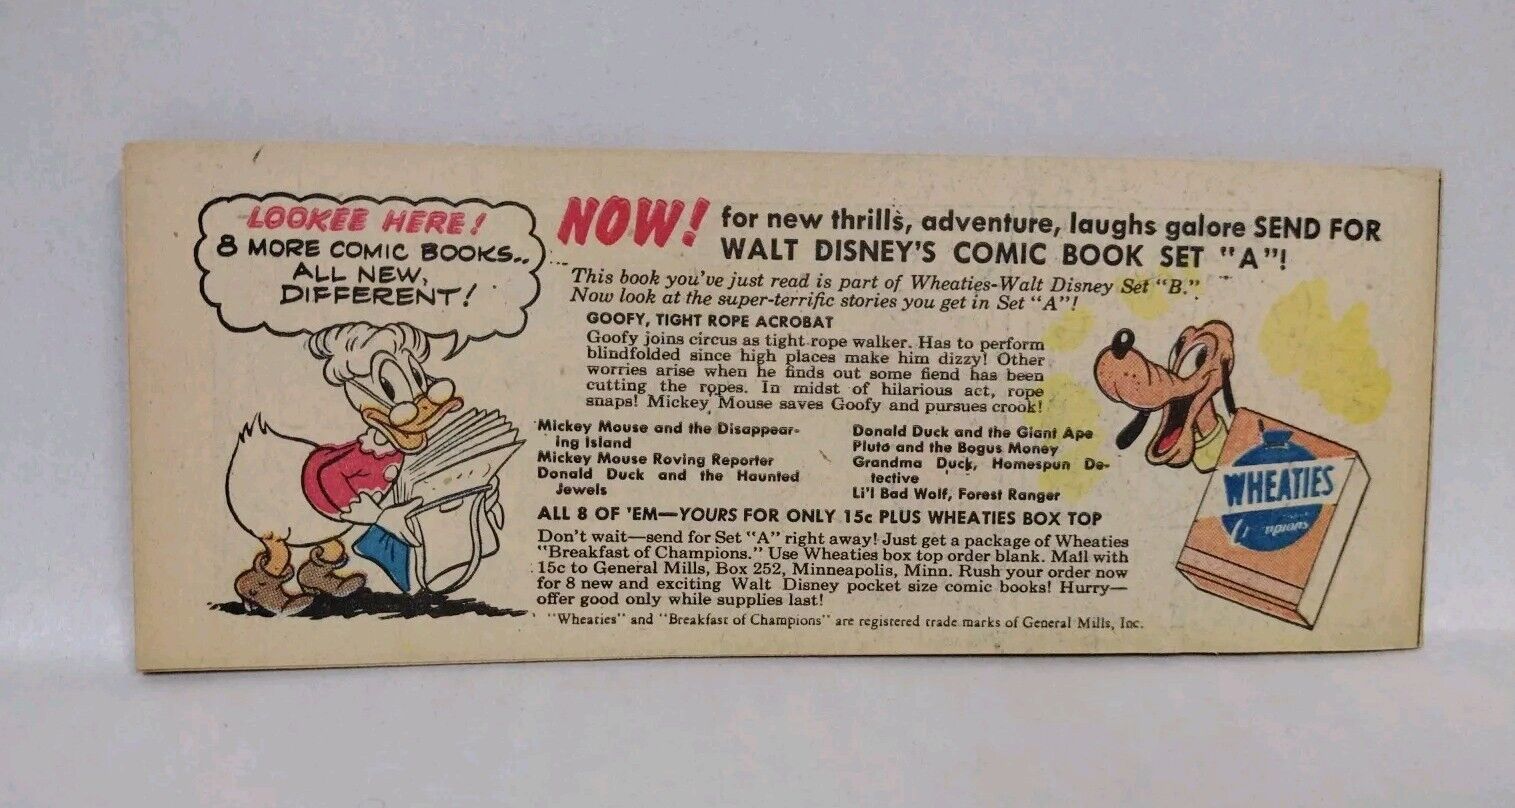 LOOKEE HERE!
8 MORE COMIC BOOKS..
ALL NEW,
DIFFERENT!
NOW! for new thrills, adventure, laughs galore SEND FOR
WALT DISNEY'S COMIC BOOK SET "A"!
This book you've just read is part of Wheaties-Walt Disney Set "B."
Now look at the super-terrific stories you get in Set "A"!
GOOFY, TIGHT ROPE ACROBAT
Goofy joins circus as tight rope walker. Has to perform
blindfolded since high places make him dizzy! Other
worries arise when he finds out some fiend has been
cutting the ropes. In midst of hilarious act, rope
snaps! Mickey Mouse saves Goofy and pursues crook!
Mickey Mouse and the Disappear-
ing Island
Mickey Mouse Roving Reporter
Donald Duck and the Haunted
Jewels
Donald Duck and the Giant Ape
Pluto and the Bogus Money
Grandma Duck, Homespun De-
tective
Li'l Bad Wolf, Forest Ranger
ALL 8 OF 'EM—YOURS FOR ONLY 15c PLUS WHEATIES BOX TOP
Don't wait—send for Set "A" right away! Just get a package of Wheaties
"Breakfast of Champions." Use Wheaties box top order blank. Mail with
15c to General Mills, Box 252, Minneapolis, Minn. Rush your order now
for 8 new and exciting Walt Disney pocket size comic books! Hurry—
offer good only while supplies last!
"Wheaties" and "Breakfast of Champions" are registered trade marks of General Mills, Inc.
WHEATIES